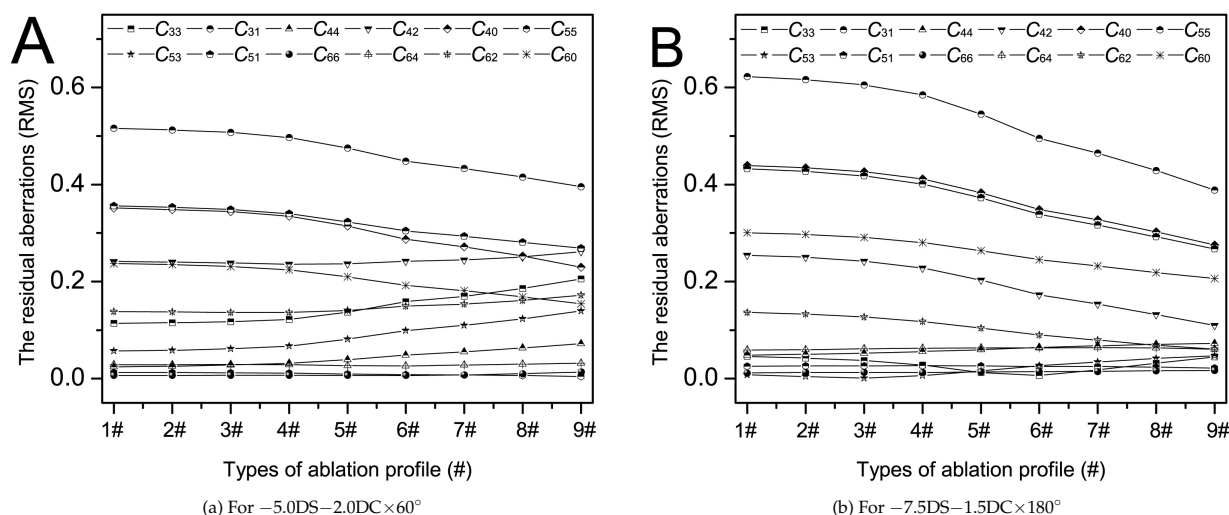 A
C33 C31 C44 C42 C40 C55
C53 C51 C66 C64 C62 C60
The residual aberrations (RMS)
0.6
0.4
0.2
0.0
1# 2# 3# 4# 5# 6# 7# 8# 9#
Types of ablation profile (#)
(a) For −5.0DS−2.0DC×60°
B
C33 C31 C44 C42 C40 C55
C53 C51 C66 C64 C62 C60
The residual aberrations (RMS)
0.6
0.4
0.2
0.0
1# 2# 3# 4# 5# 6# 7# 8# 9#
Types of ablation profile (#)
(b) For −7.5DS−1.5DC×180°